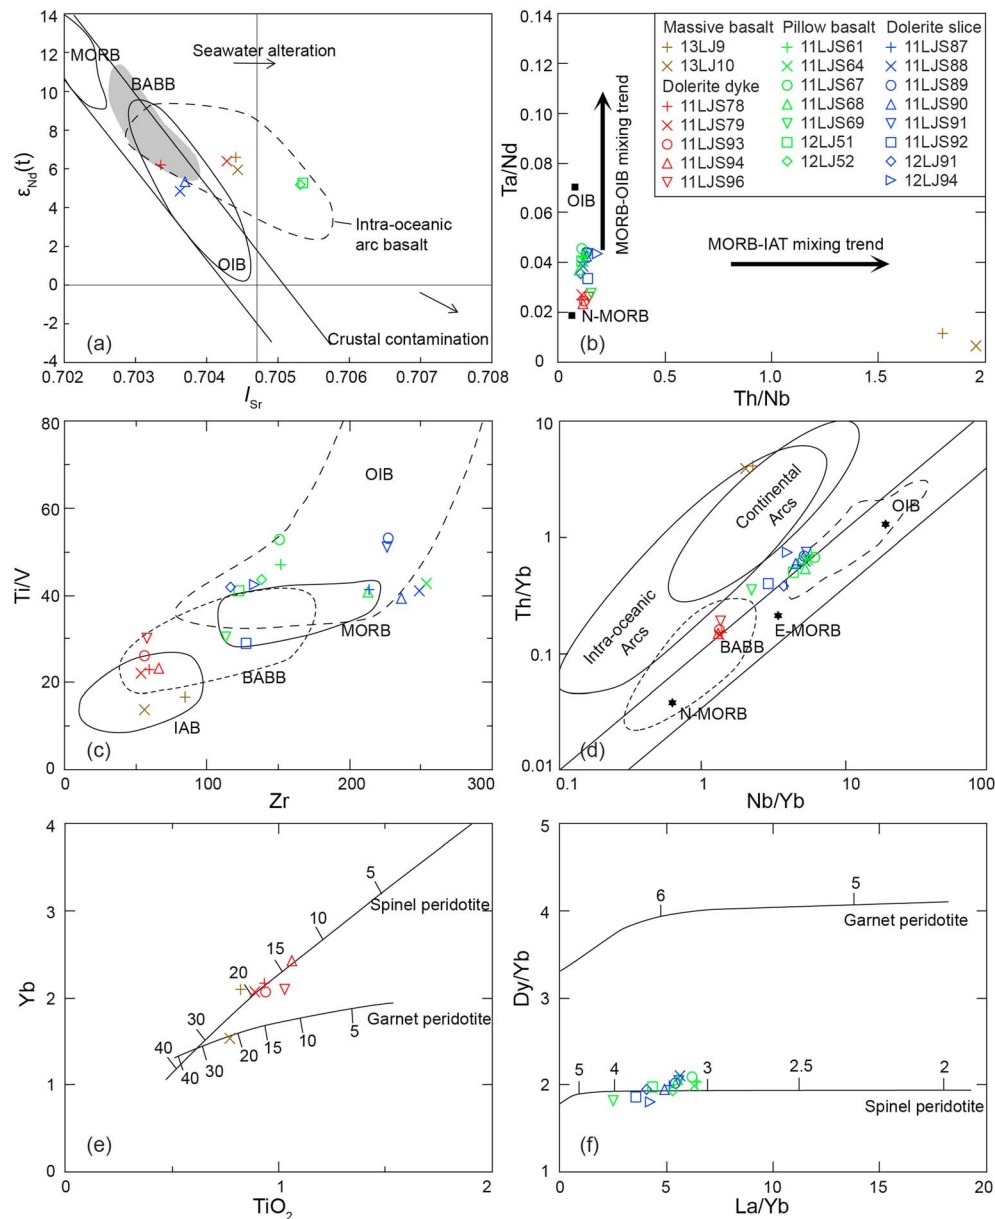 14
12
10
8
6
4
2
0
-2
-4
εNd(t)
MORB
BABB
Seawater alteration
Intra-oceanic
arc basalt
OIB
Crustal contamination
(a)
0.702 0.703 0.704 0.705 0.706 0.707 0.708
ISr
0.14
0.12
0.10
0.08
0.06
0.04
0.02
0
Ta/Nd
OIB
MORB-OIB mixing trend
MORB-IAT mixing trend
N-MORB
(b)
0 0.5 1 1.5 2
Th/Nb
Massive basalt
13LJ9
13LJ10
Dolerite dyke
11LJS78
11LJS79
11LJS93
11LJS94
11LJS96
Pillow basalt
11LJS61
11LJS64
11LJS67
11LJS68
11LJS69
12LJ51
12LJ52
Dolerite slice
11LJS87
11LJS88
11LJS89
11LJS90
11LJS91
11LJS92
12LJ91
12LJ94
80
60
40
20
0
Ti/V
OIB
MORB
BABB
IAB
(c)
0 100 200 300
Zr
10
1
0.1
0.01
Th/Yb
Continental
Arcs
Intra-oceanic
Arcs
OIB
E-MORB
BABB
N-MORB
(d)
0.1 1 10 100
Nb/Yb
4
3
2
1
0
Yb
5
Spinel peridotite
10
15
20
30
40
Garnet peridotite
40
30
20
15
10
5
(e)
0 1 2
TiO2
5
4
3
2
1
Dy/Yb
6
5
Garnet peridotite
5 4 3 2.5 2
Spinel peridotite
(f)
0 5 10 15 20
La/Yb